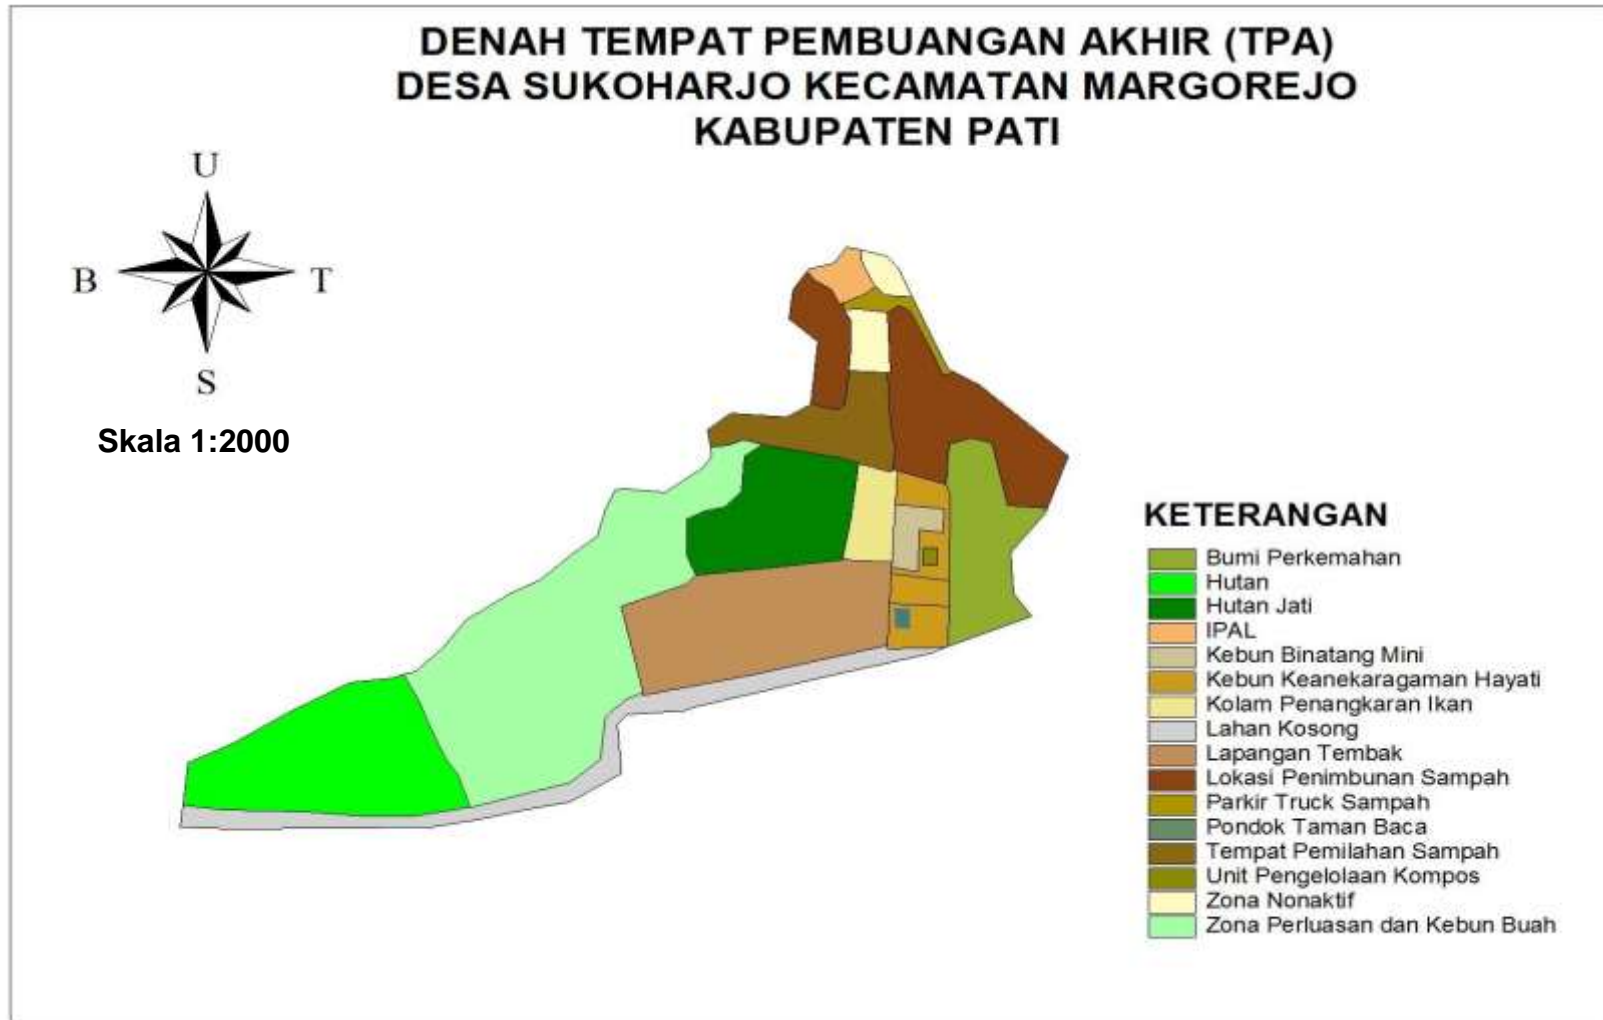 DENAH TEMPAT PEMBUANGAN AKHIR (TPA)
DESA SUKOHARJO KECAMATAN MARGOREJO
KABUPATEN PATI
U
B
T
S
Skala 1:2000
KETERANGAN
Bumi Perkemahan
Hutan
Hutan Jati
IPAL
Kebun Binatang Mini
Kebun Keanekaragaman Hayati
Kolam Penangkaran Ikan
Lahan Kosong
Lapangan Tembak
Lokasi Penimbunan Sampah
Parkir Truck Sampah
Pondok Taman Baca
Tempat Pemilahan Sampah
Unit Pengelolaan Kompos
Zona Nonaktif
Zona Perluasan dan Kebun Buah